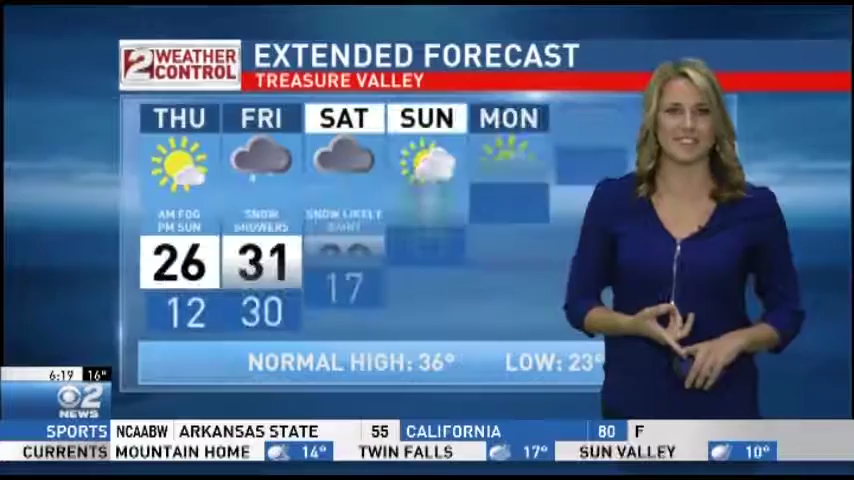 2 WEATHER CONTROL
EXTENDED FORECAST
TREASURE VALLEY
THU FRI SAT SUN MON
AM FOG SNOW SNOW LIKELY
PM SUN SHOWERS
26 31
12 30 17
NORMAL HIGH: 36° LOW: 23°
6:19 16°
2
NEWS
SPORTS NCAABW ARKANSAS STATE 55 CALIFORNIA 80 F
CURRENTS MOUNTAIN HOME 14° TWIN FALLS 17° SUN VALLEY 10°